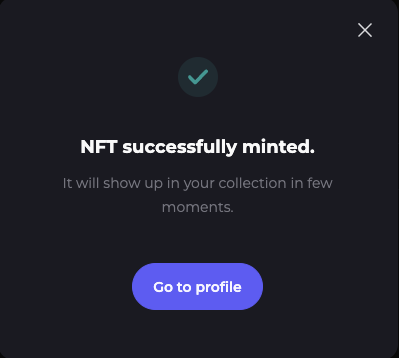 NFT successfully minted.
It will show up in your collection in few
moments.
Go to profile